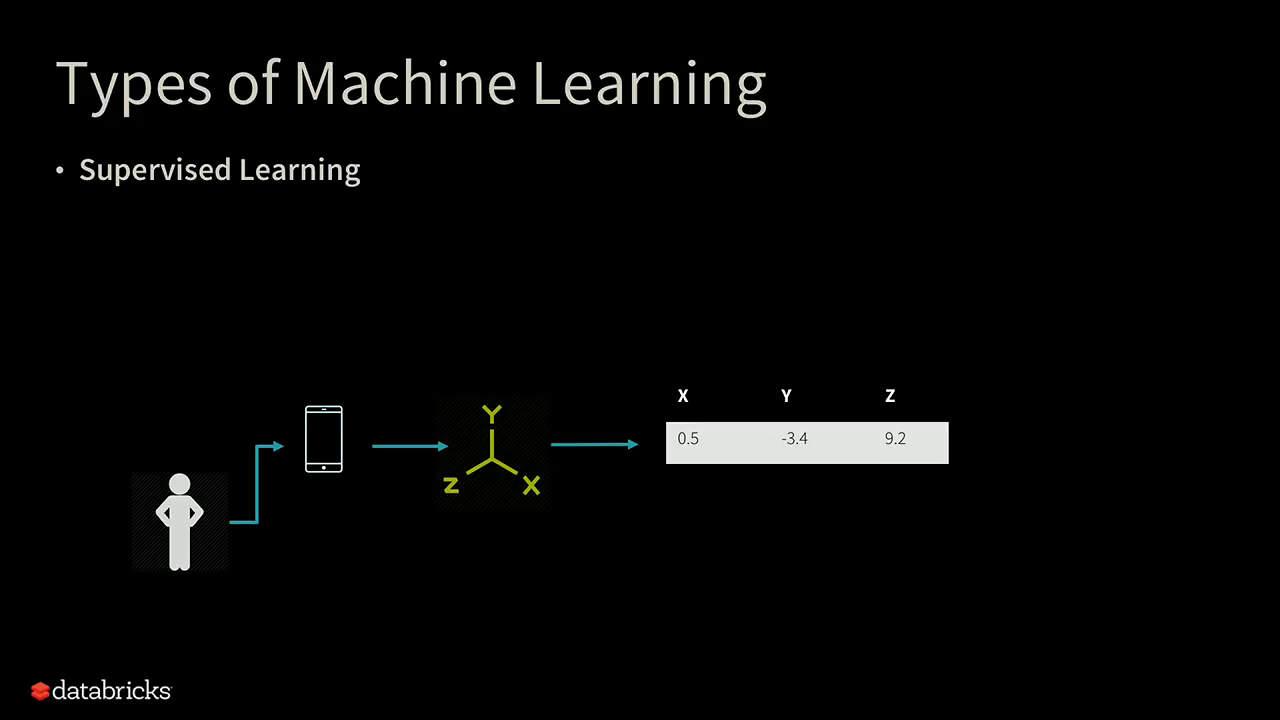 Types of Machine Learning
• Supervised Learning
X Y Z
0.5 -3.4 9.2
Y
Z X
databricks